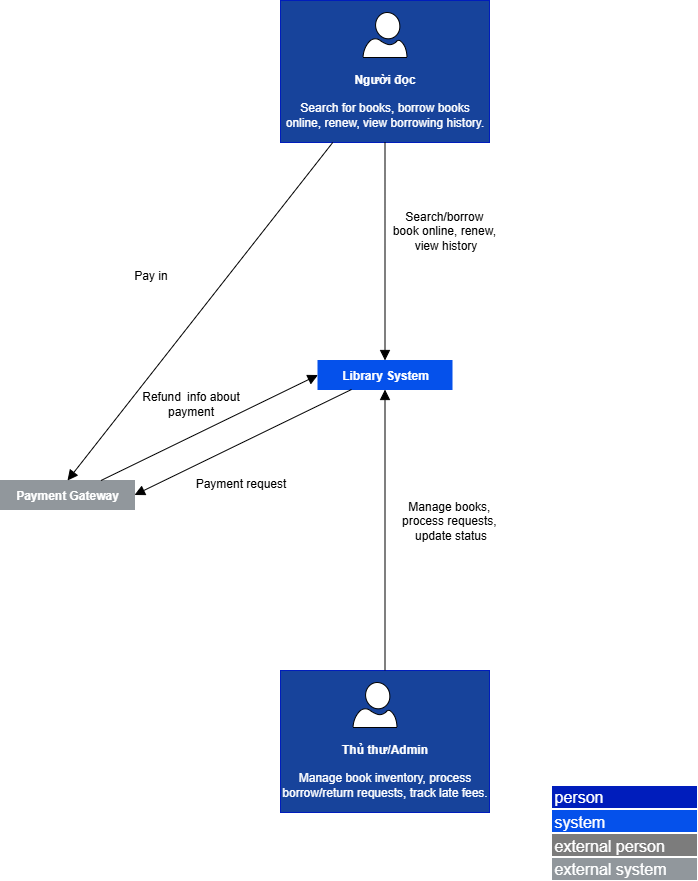 Người đọc
Search for books, borrow books
online, renew, view borrowing history.
Search/borrow
book online, renew,
view history
Pay in
Library System
Refund  info about
payment
Payment request
Payment Gateway
Manage books,
process requests,
update status
Thủ thư/Admin
Manage book inventory, process
borrow/return requests, track late fees.
person
system
external person
external system